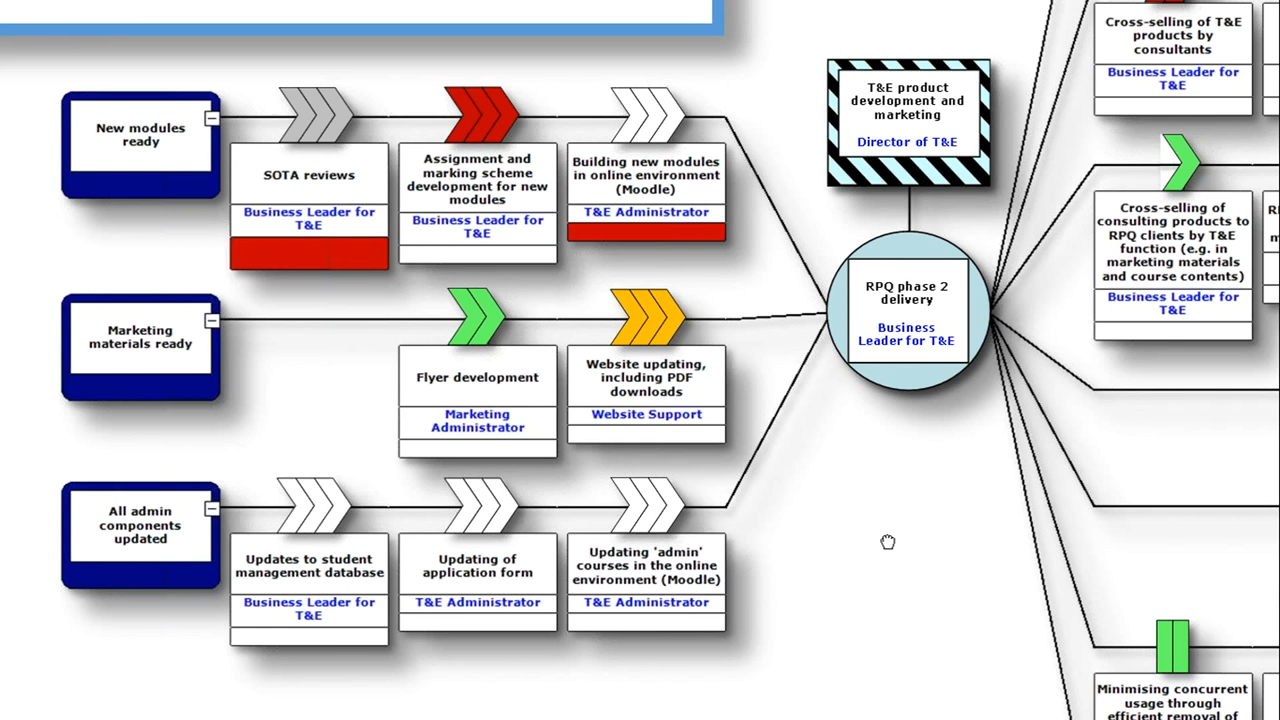 New modules
ready
SOTA reviews
Business Leader for
T&E
Assignment and
marking scheme
development for new
modules
Business Leader for
T&E
Building new modules
in online environment
(Moodle)
T&E Administrator
Marketing
materials ready
Flyer development
Marketing
Administrator
Website updating,
including PDF
downloads
Website Support
All admin
components
updated
Updates to student
management database
Business Leader for
T&E
Updating of
application form
T&E Administrator
Updating 'admin'
courses in the online
environment (Moodle)
T&E Administrator
T&E product
development and
marketing
Director of T&E
RPQ phase 2
delivery
Business
Leader for T&E
Cross-selling of T&E
products by
consultants
Business Leader for
T&E
Cross-selling of
consulting products to
RPQ clients by T&E
function (e.g. in
marketing materials
and course contents)
Business Leader for
T&E
Minimising concurrent
usage through
efficient removal of